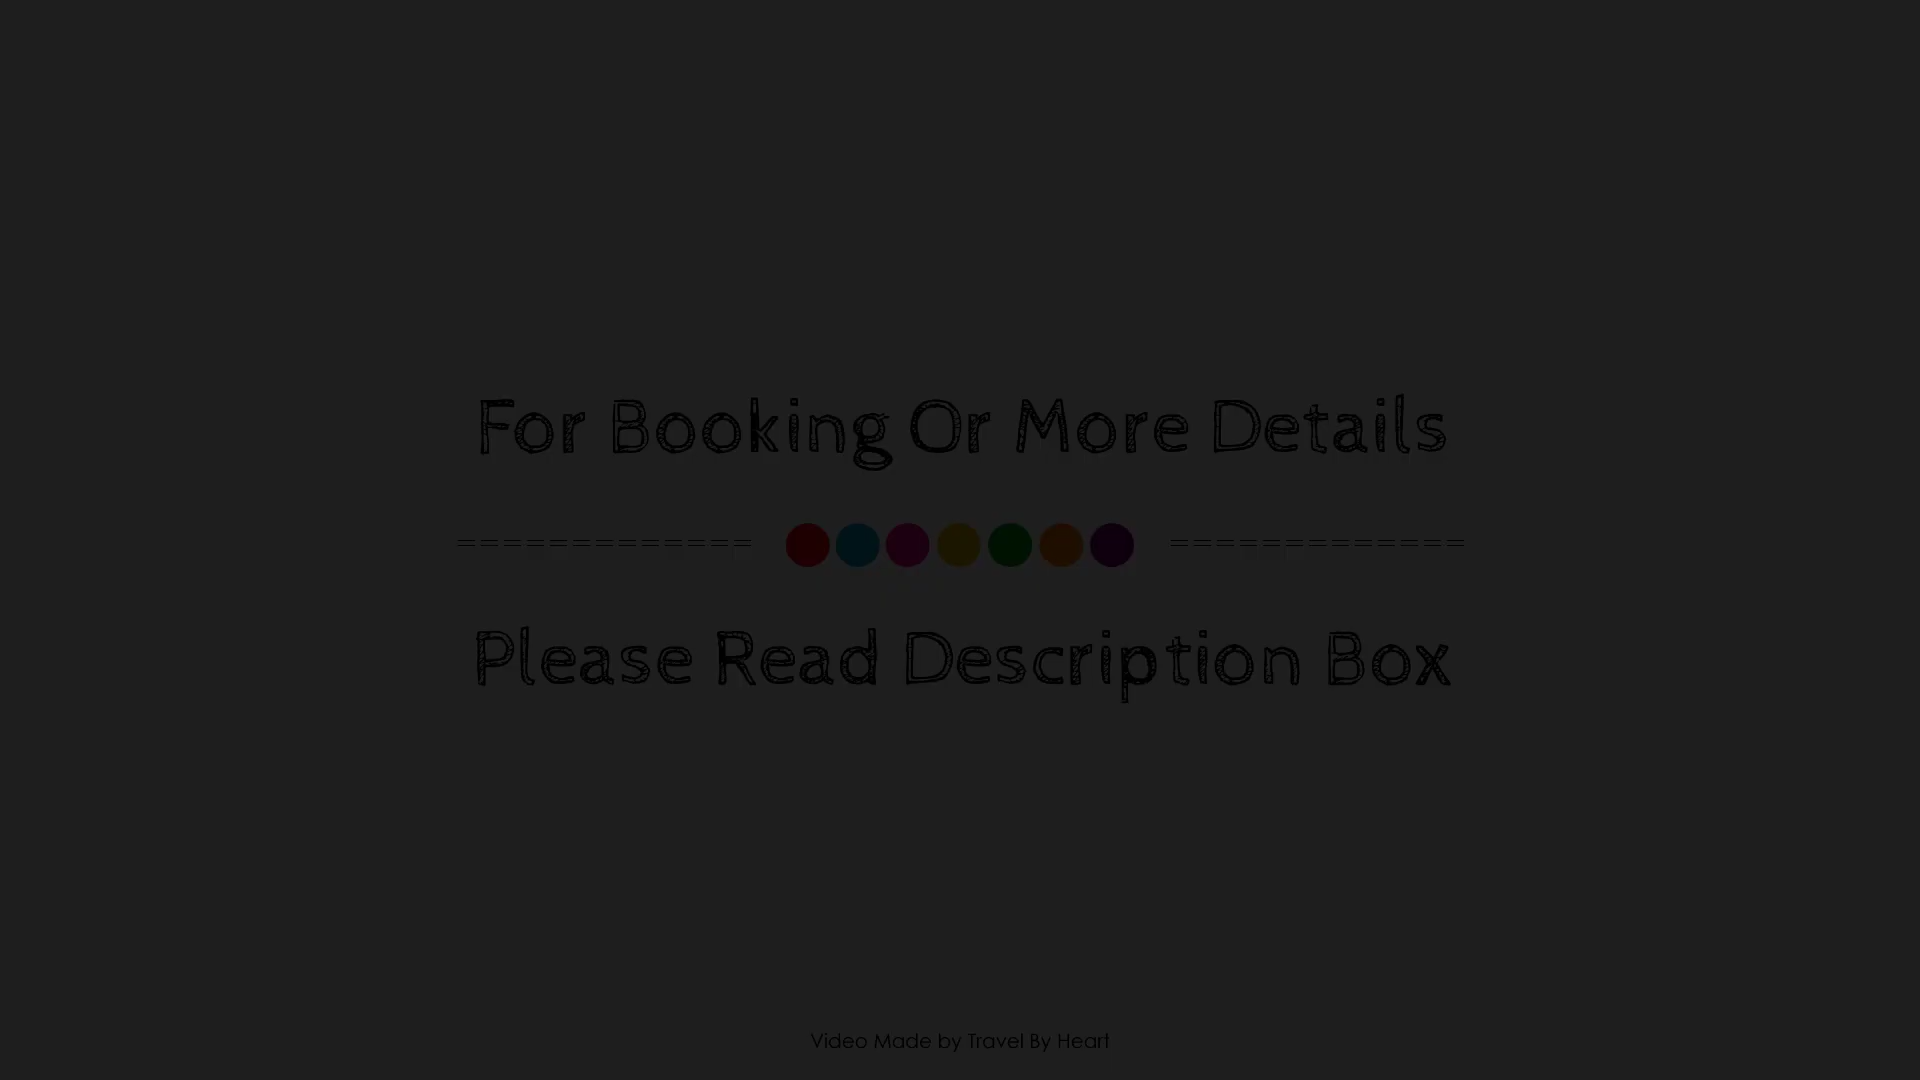 For Booking Or More Details
============= =============
Please Read Description Box
Video Made by Travel By Heart